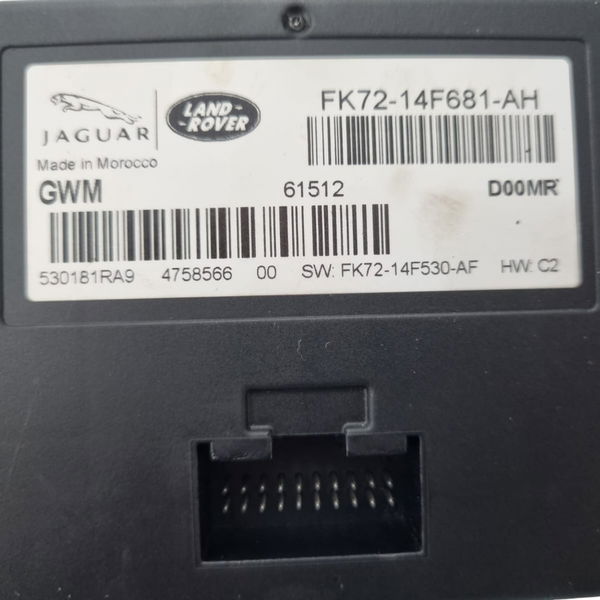 JAGUAR
LAND-
-ROVER
FK72-14F681-AH
Made in Morocco
GWM 61512 D00MR
530181RA9 4758566 00 SW: FK72-14F530-AF HW: C2